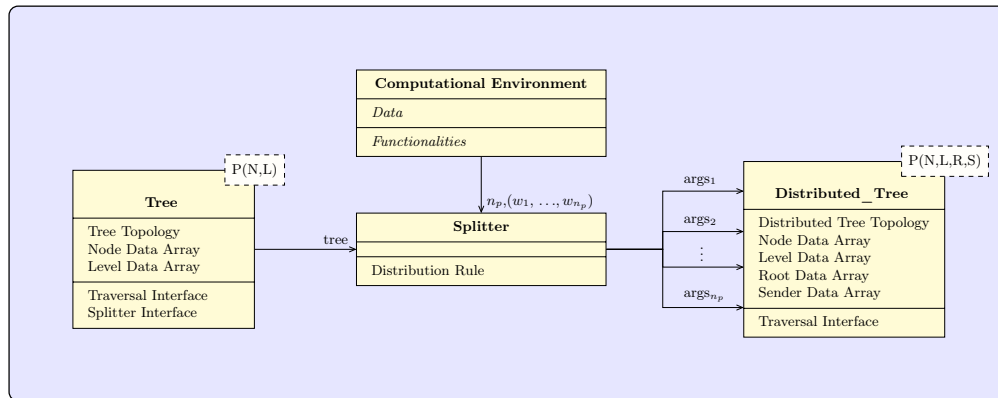 Computational Environment
Data
Functionalities
P(N,L)
Tree
Tree Topology
Node Data Array
Level Data Array
Traversal Interface
Splitter Interface
tree
n_p,(w_1, ...,w_{n_p})
Splitter
Distribution Rule
args_1
args_2
⋮
args_{n_p}
P(N,L,R,S)
Distributed_Tree
Distributed Tree Topology
Node Data Array
Level Data Array
Root Data Array
Sender Data Array
Traversal Interface